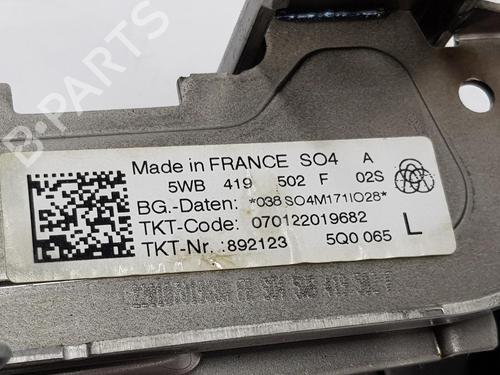 B-PARTS
Made in FRANCE SO4 A
5WB 419 502 F 02S
BG.-Daten: *038 SO4M171IO28*
TKT-Code: 070122019682 L
TKT-Nr.:892123 5Q0 065